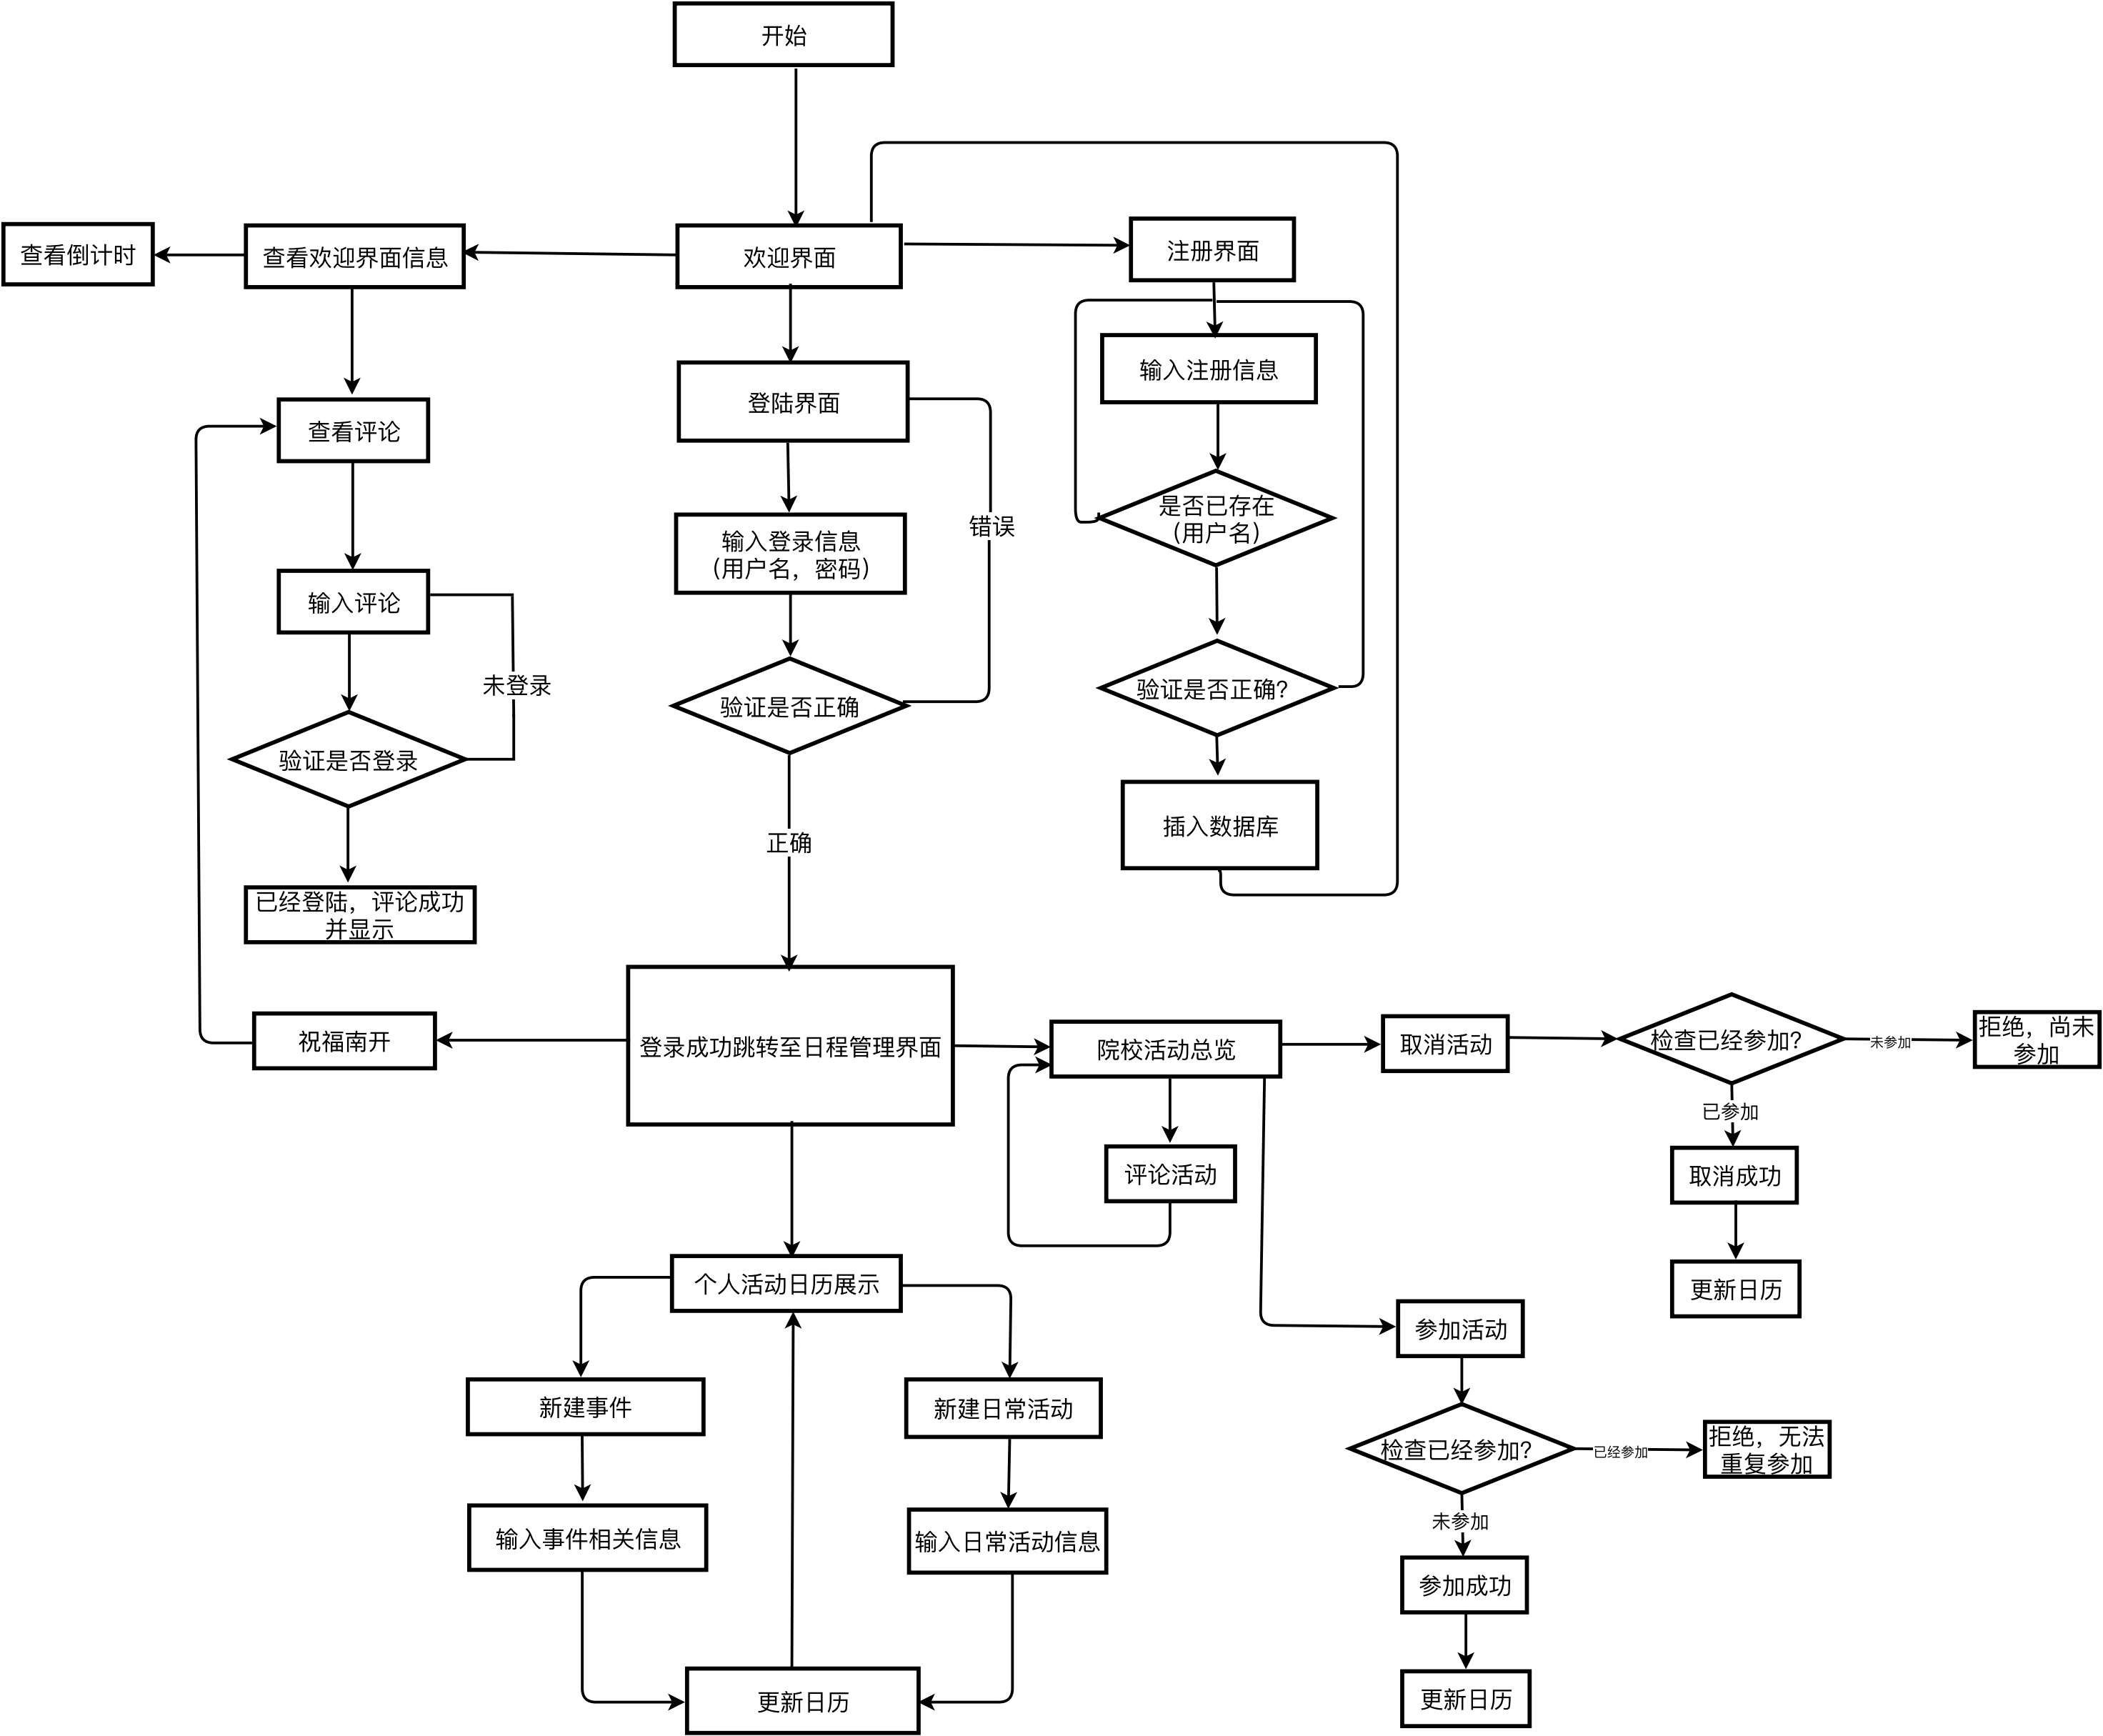 开始
查看倒计时
查看欢迎界面信息
欢迎界面
注册界面
输入注册信息
查看评论
登陆界面
错误
是否已存在
(用户名)
输入登录信息
(用户名，密码)
输入评论
未登录
验证是否正确
验证是否正确?
验证是否登录
正确
插入数据库
已经登陆，评论成功
并显示
祝福南开
登录成功跳转至日程管理界面
院校活动总览
取消活动
检查已经参加?
未参加
拒绝，尚未
参加
已参加
评论活动
取消成功
更新日历
个人活动日历展示
参加活动
新建事件
新建日常活动
检查已经参加?
已经参加
拒绝，无法
重复参加
未参加
输入事件相关信息
输入日常活动信息
参加成功
更新日历
更新日历